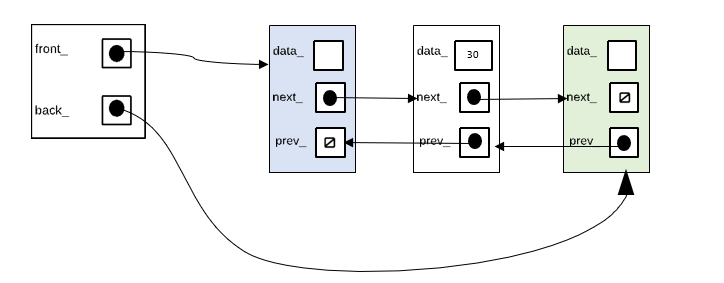 front_
back_
data_
next_
prev_
data_ 30
next_
prev_
data_
next_
prev